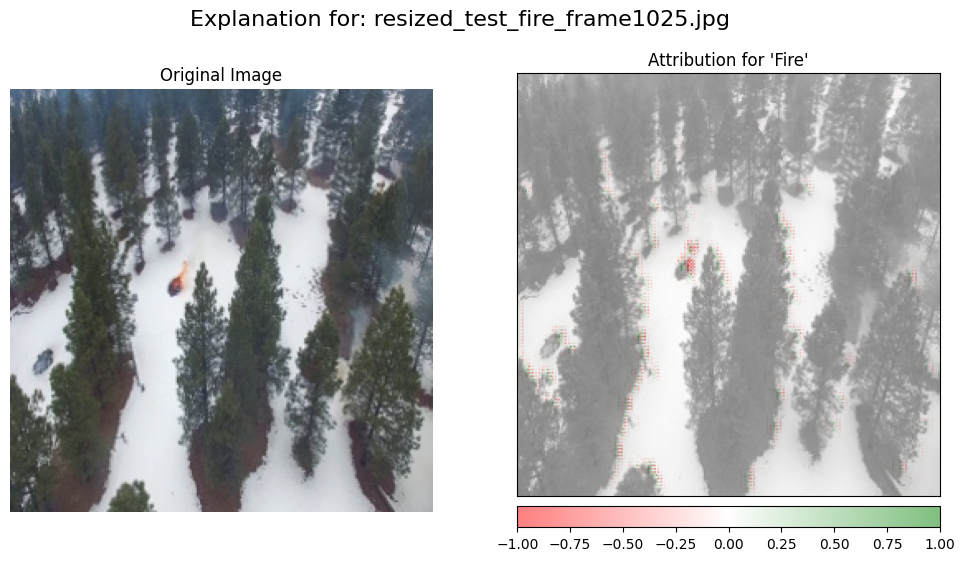 Explanation for: resized_test_fire_frame1025.jpg
Original Image
Attribution for 'Fire'
−1.00 −0.75 −0.50 −0.25 0.00 0.25 0.50 0.75 1.00